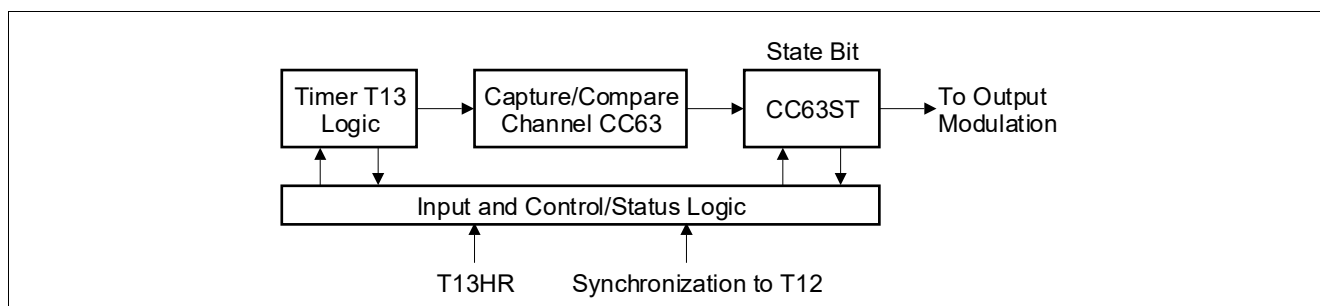 State Bit
Timer T13
Logic
Capture/Compare
Channel CC63
CC63ST
To Output
Modulation
Input and Control/Status Logic
T13HR
Synchronization to T12